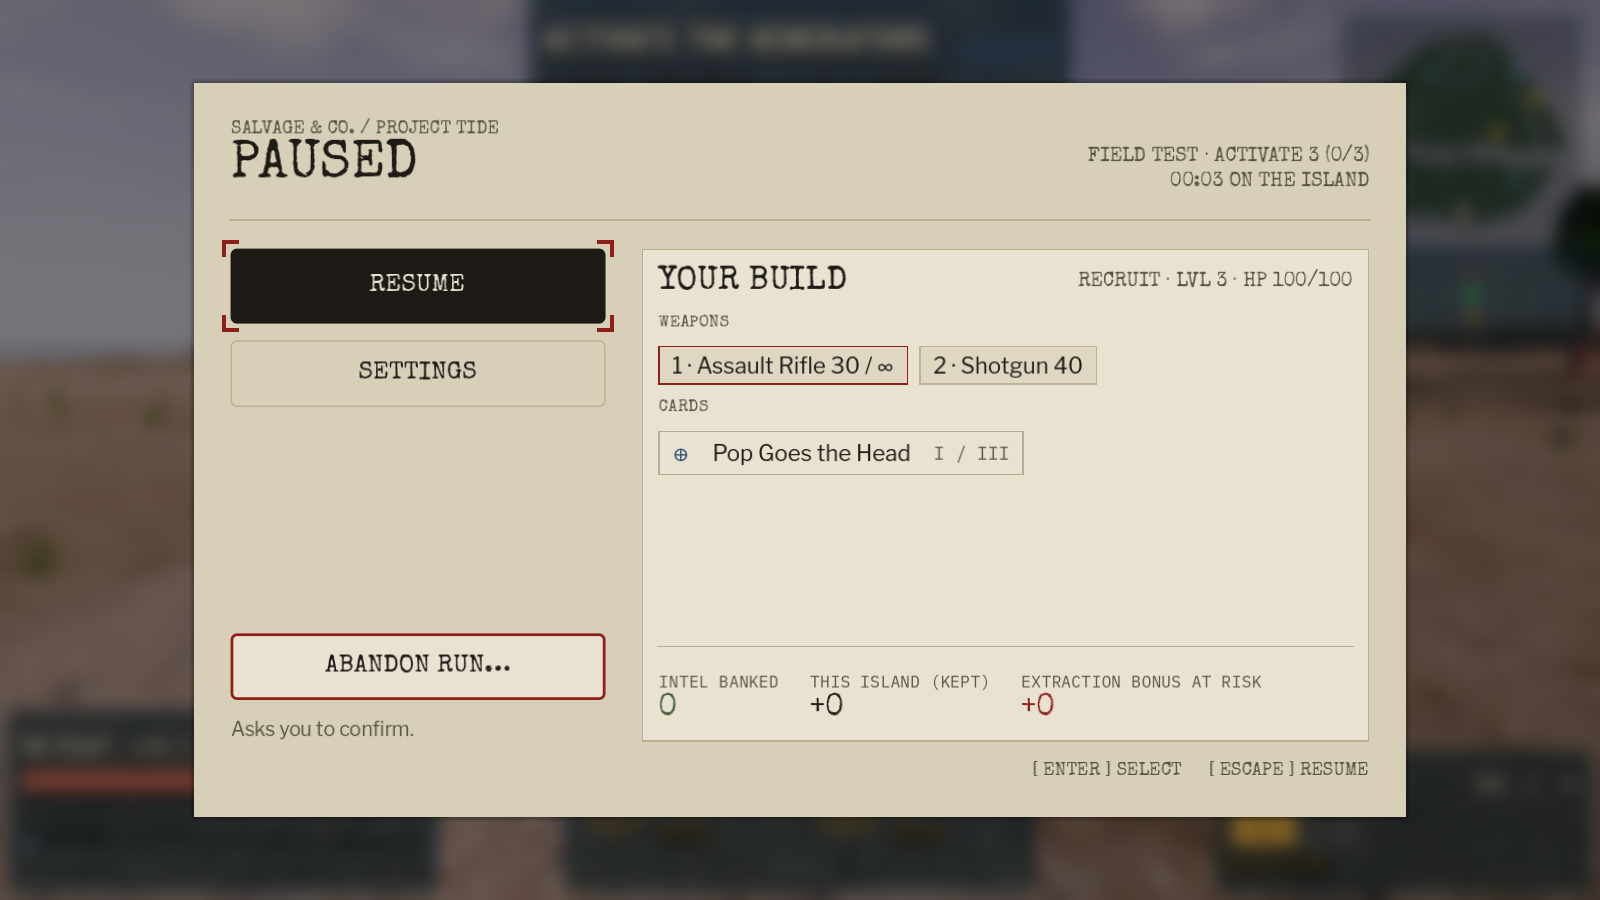 ACTIVATE THE GENERATORS
SALVAGE & CO. / PROJECT TIDE
PAUSED
FIELD TEST · ACTIVATE 3 (0/3)
00:03 ON THE ISLAND
RESUME
SETTINGS
ABANDON RUN...
Asks you to confirm.
YOUR BUILD
RECRUIT · LVL 3 · HP 100/100
WEAPONS
1 · Assault Rifle 30 / ∞
2 · Shotgun 40
CARDS
⊕ Pop Goes the Head I / III
INTEL BANKED
0
THIS ISLAND (KEPT)
+0
EXTRACTION BONUS AT RISK
+0
[ ENTER ] SELECT [ ESCAPE ] RESUME